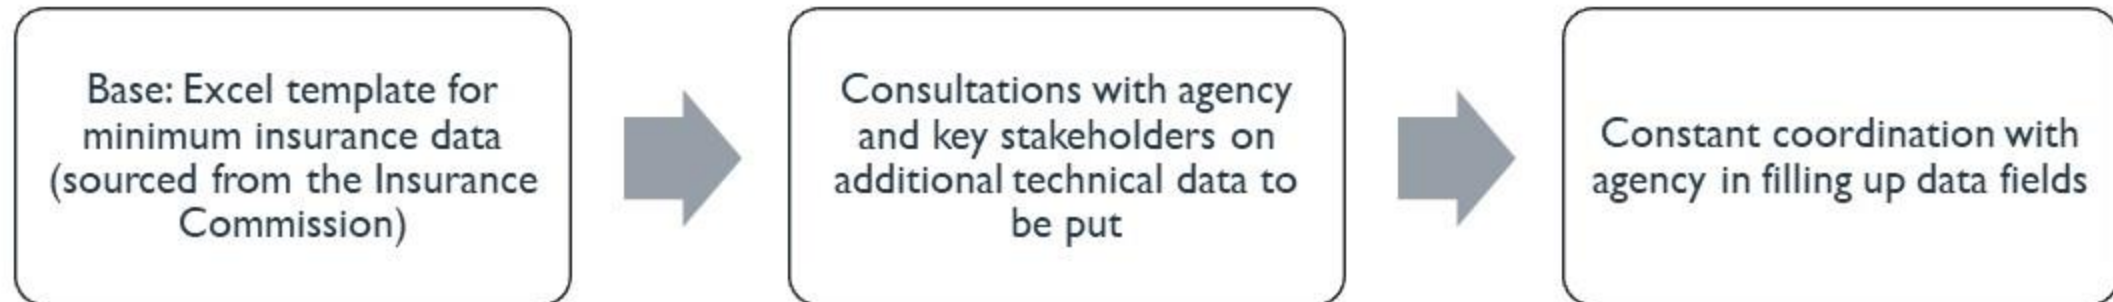 Base: Excel template for
minimum insurance data
(sourced from the Insurance
Commission)
Consultations with agency
and key stakeholders on
additional technical data to
be put
Constant coordination with
agency in filling up data fields